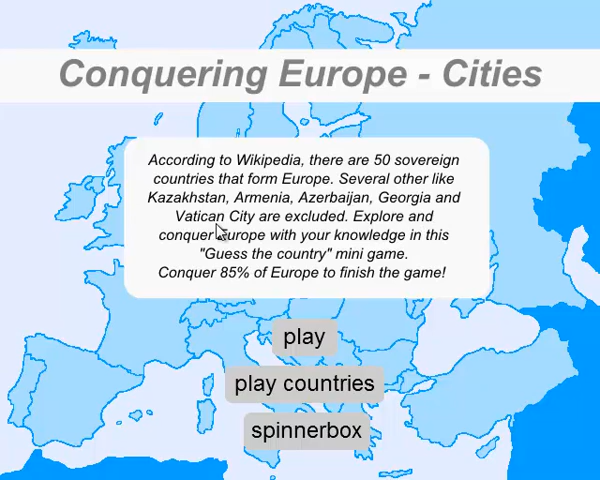 Conquering Europe - Cities
According to Wikipedia, there are 50 sovereign
countries that form Europe. Several other like
Kazakhstan, Armenia, Azerbaijan, Georgia and
Vatican City are excluded. Explore and
conquer Europe with your knowledge in this
"Guess the country" mini game.
Conquer 85% of Europe to finish the game!
play
play countries
spinnerbox